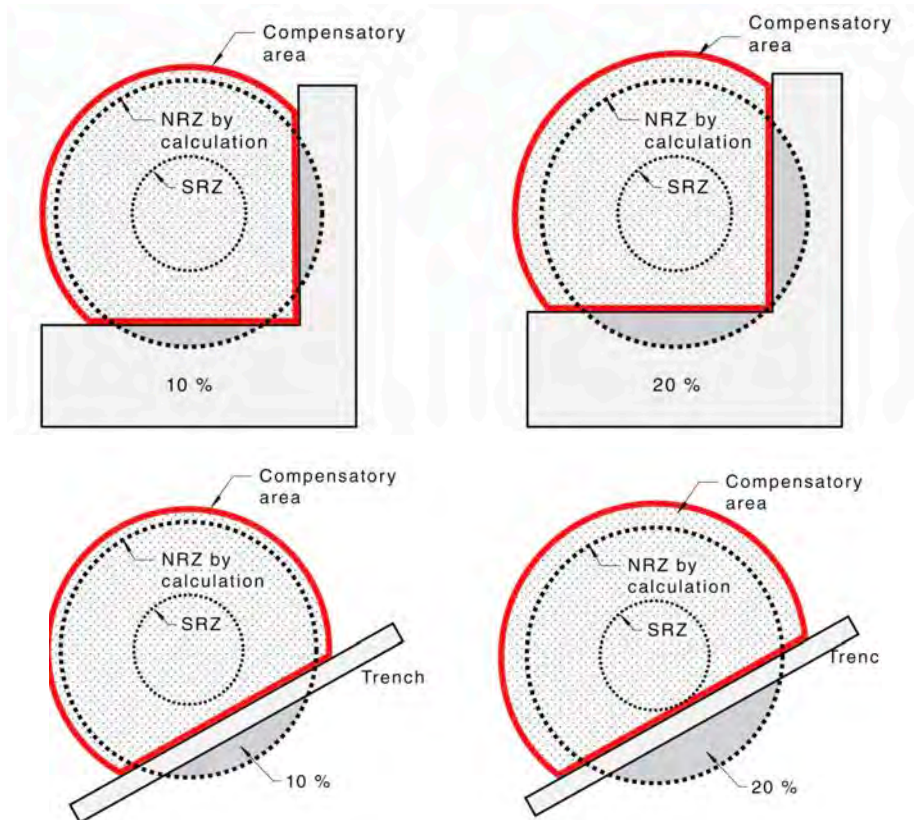 Compensatory
area
NRZ by
calculation
SRZ
10 %
Compensatory
area
NRZ by
calculation
SRZ
20 %
Compensatory
area
NRZ by
calculation
SRZ
Trench
10 %
Compensatory
area
NRZ by
calculation
SRZ
Trenc
20 %